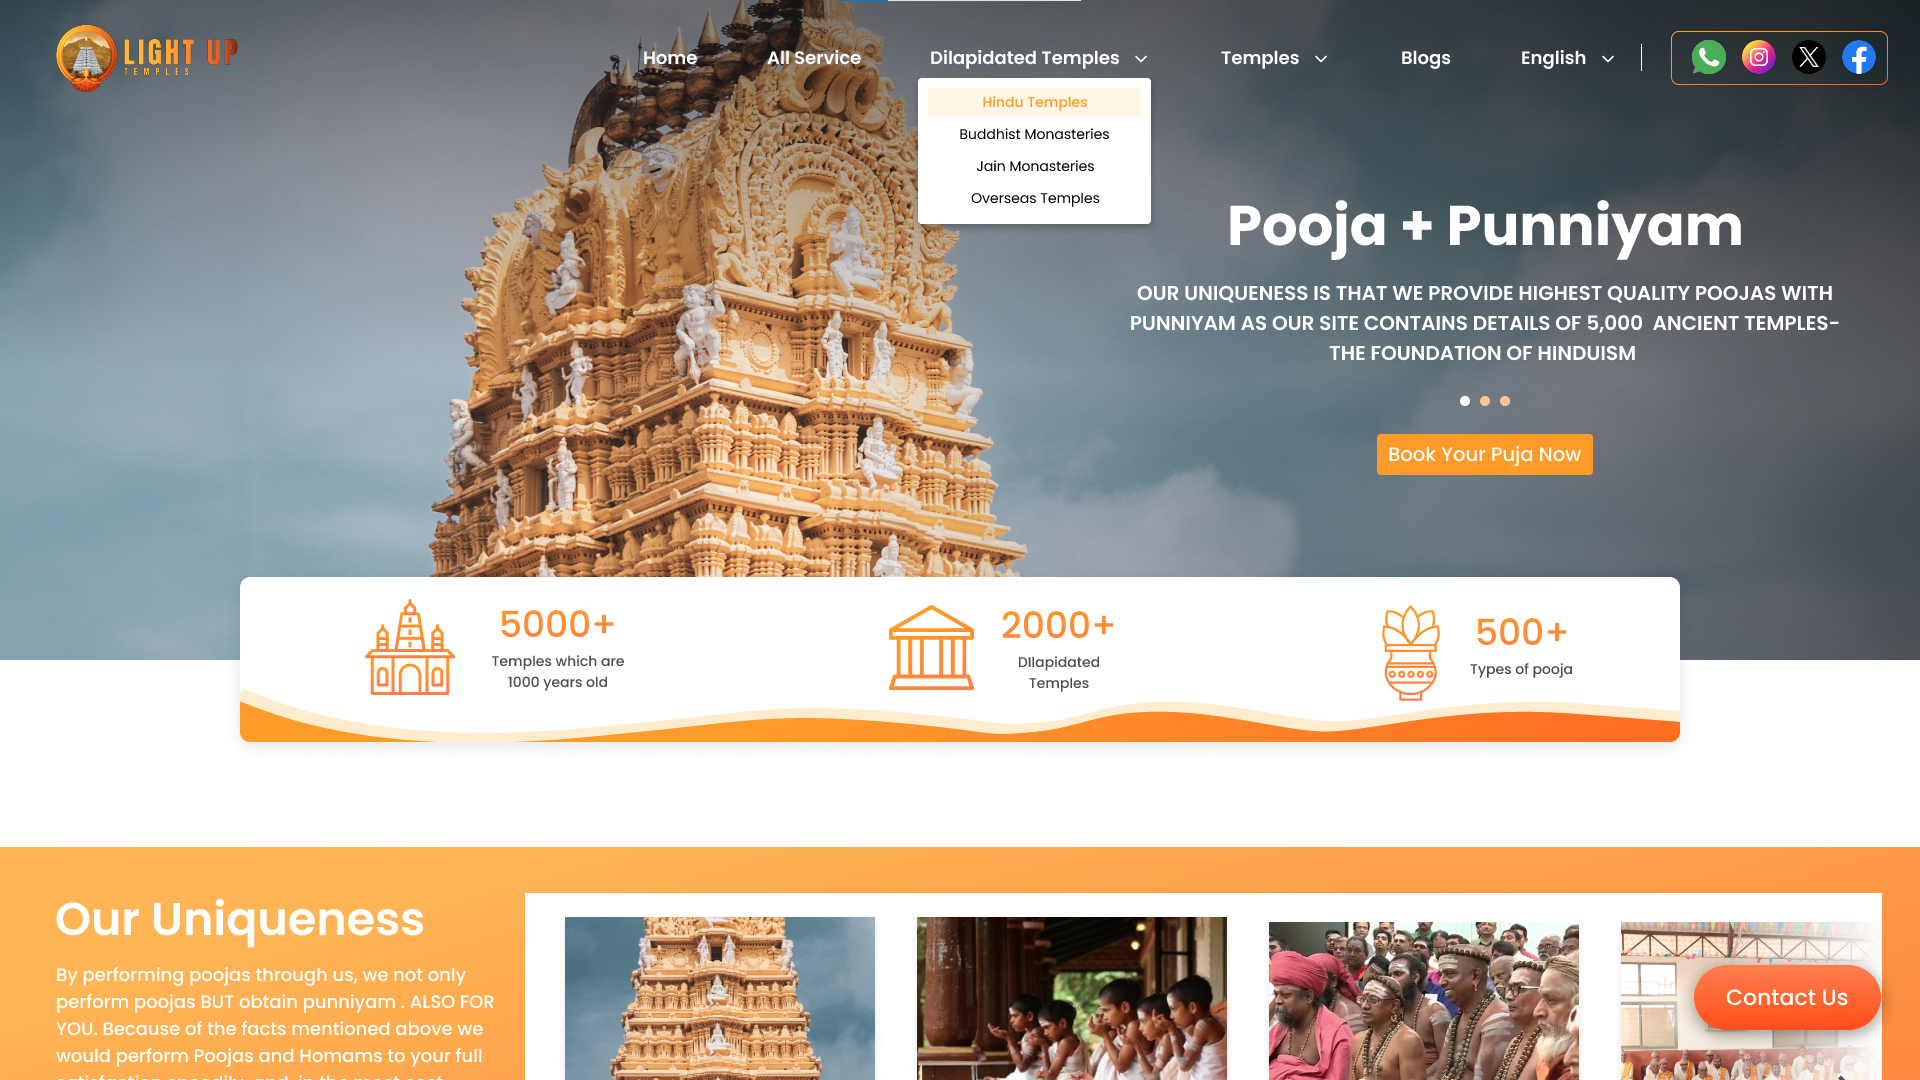 LIGHT UP
TEMPLES
Home
All Service
Dilapidated Temples
Temples
Blogs
English
Hindu Temples
Buddhist Monasteries
Jain Monasteries
Overseas Temples
Pooja + Punniyam
OUR UNIQUENESS IS THAT WE PROVIDE HIGHEST QUALITY POOJAS WITH
PUNNIYAM AS OUR SITE CONTAINS DETAILS OF 5,000 ANCIENT TEMPLES-
THE FOUNDATION OF HINDUISM
Book Your Puja Now
5000+
Temples which are
1000 years old
2000+
DIlapidated
Temples
500+
Types of pooja
Our Uniqueness
By performing poojas through us, we not only
perform poojas BUT obtain punniyam . ALSO FOR
YOU. Because of the facts mentioned above we
would perform Poojas and Homams to your full
Contact Us